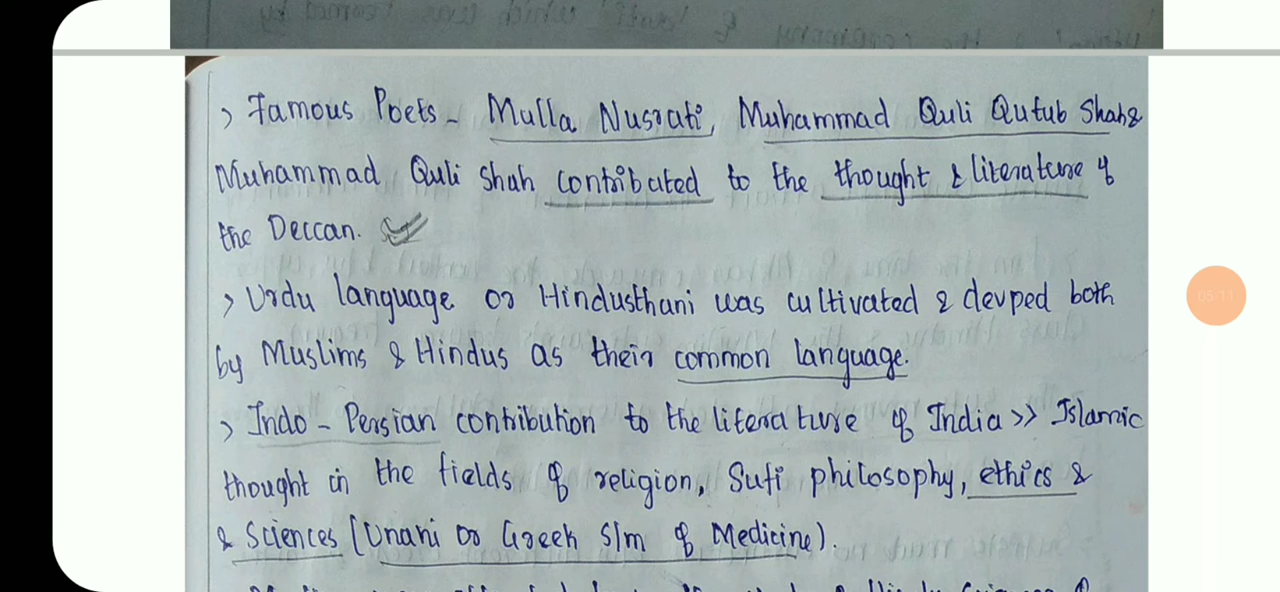 > Famous Poets - Mulla Nusrati, Muhammad Quli Qutub Shah &
Muhammad Quli Shah contributed to the thought & literature of
the Deccan.
> Urdu language or Hindusthani was cultivated & devped both
by Muslims & Hindus as their common language.
> Indo - Persian contribution to the literature of India >> Islamic
thought in the fields of religion, Sufi philosophy, ethics &
& Sciences (Unani or Greek S/m of Medicine).
05:11